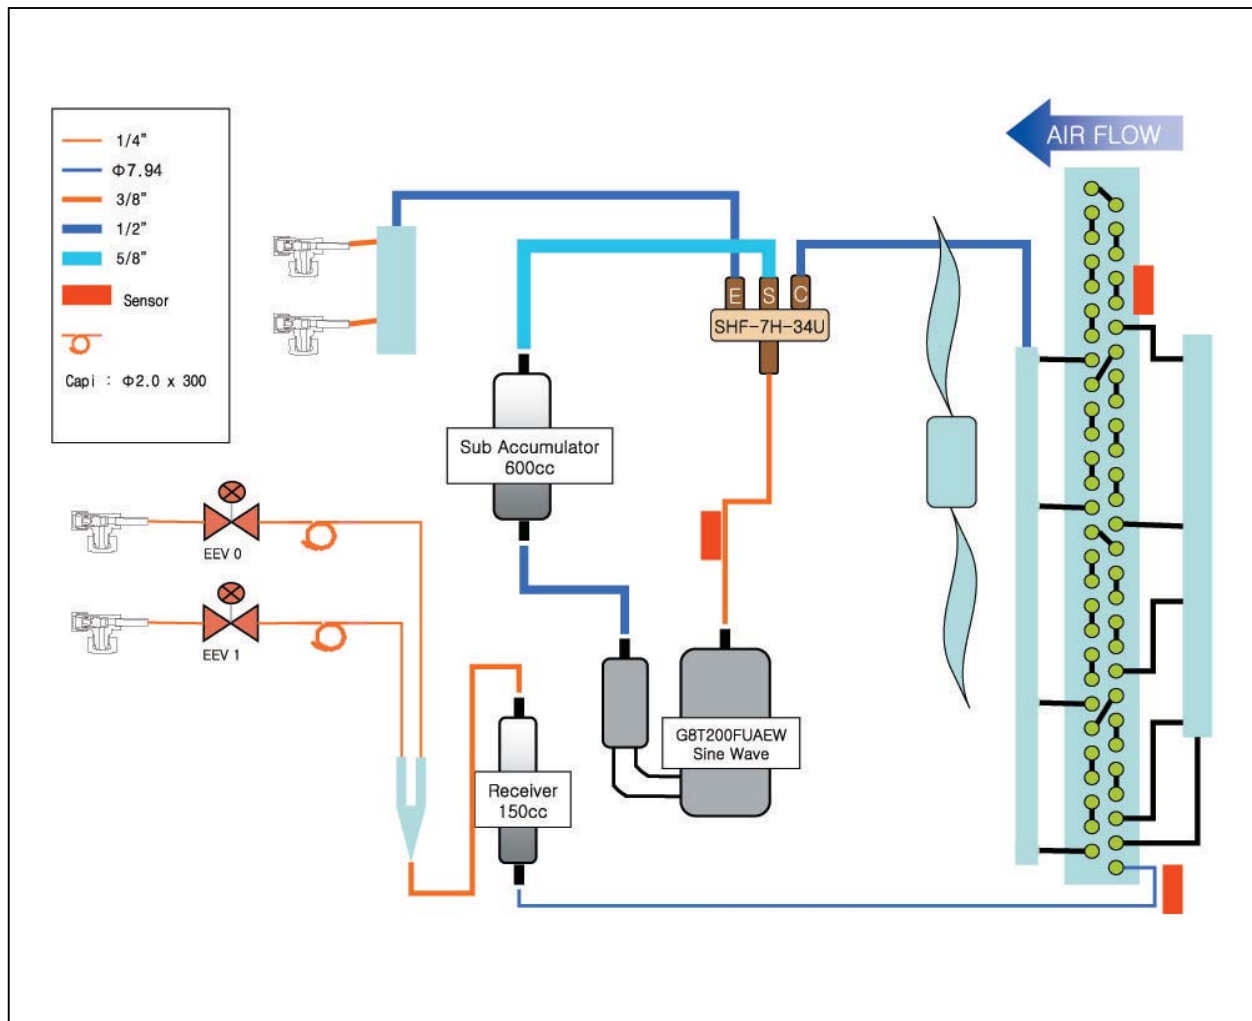 1/4"
Φ7.94
3/8"
1/2"
5/8"
Sensor
Capi : Φ2.0 x 300
AIR FLOW
E
S
C
SHF-7H-34U
Sub Accumulator
600cc
EEV 0
EEV 1
G8T200FUAEW
Sine Wave
Receiver
150cc